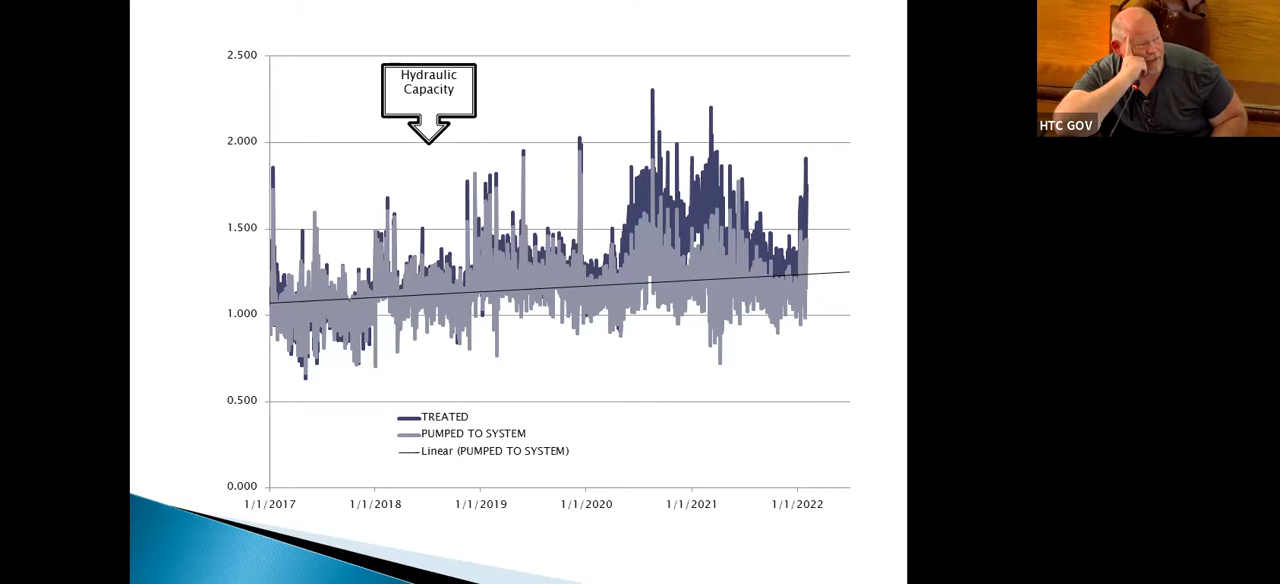 HTC GOV
Hydraulic
Capacity
2.500
2.000
1.500
1.000
0.500
0.000
TREATED
PUMPED TO SYSTEM
Linear (PUMPED TO SYSTEM)
1/1/2017 1/1/2018 1/1/2019 1/1/2020 1/1/2021 1/1/2022